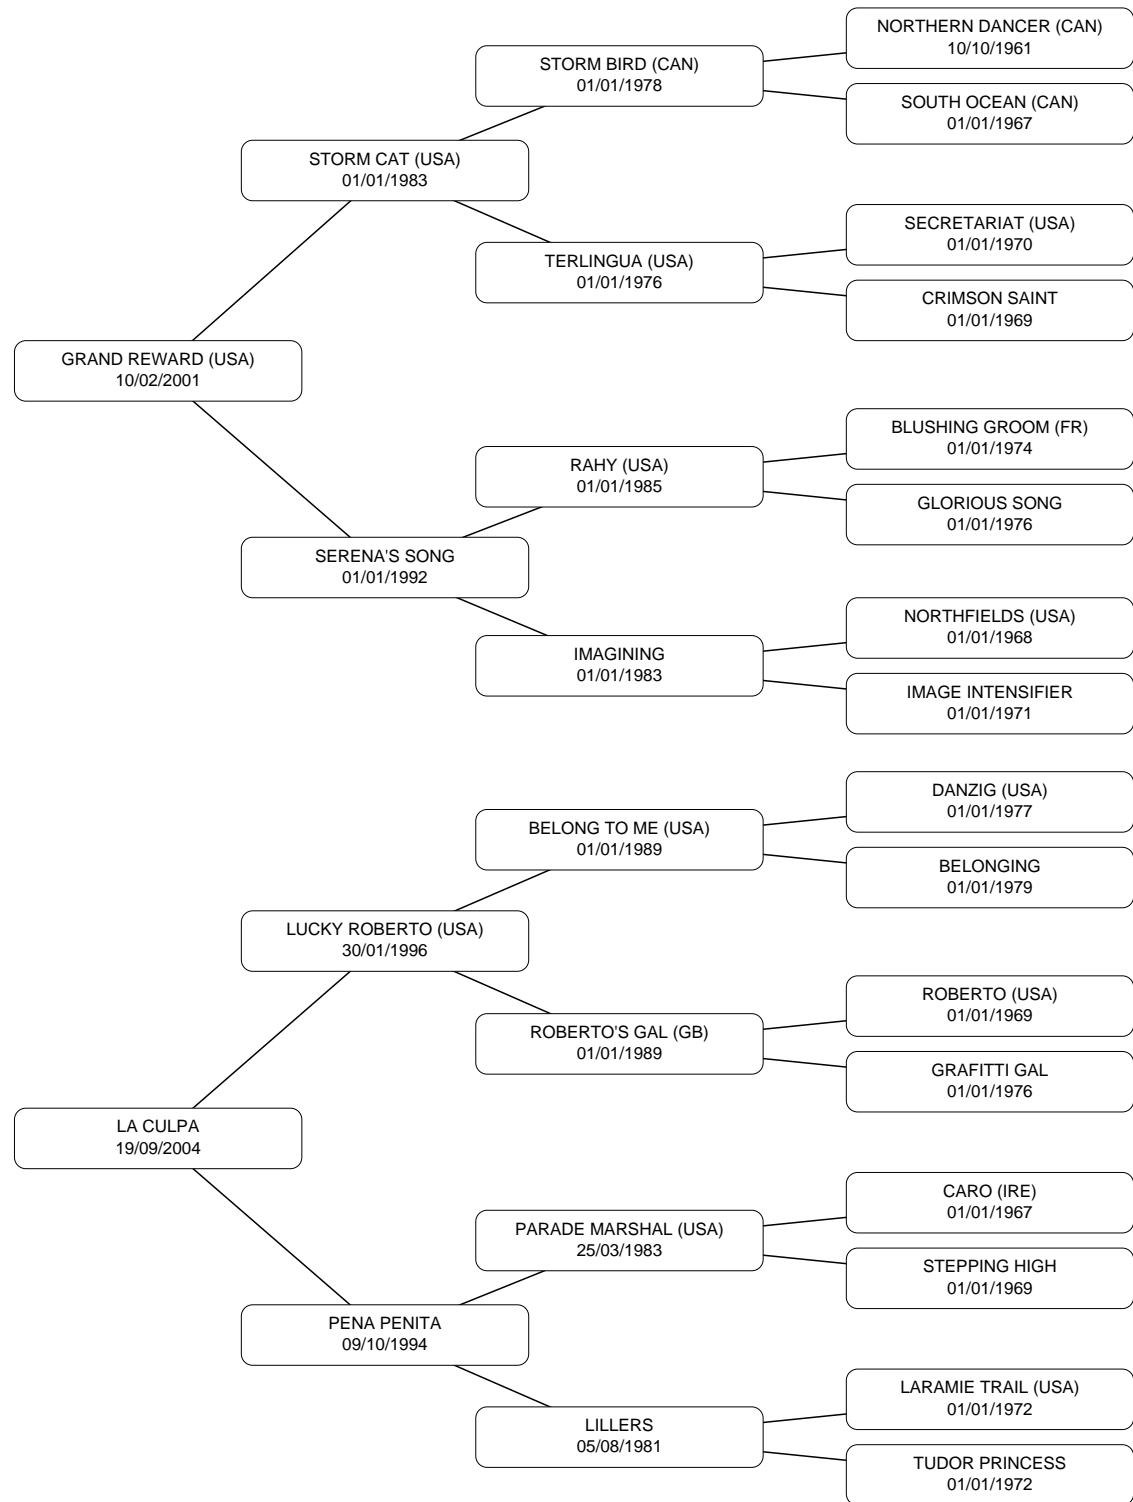 NORTHERN DANCER (CAN)
10/10/1961
STORM BIRD (CAN)
01/01/1978
SOUTH OCEAN (CAN)
01/01/1967
STORM CAT (USA)
01/01/1983
SECRETARIAT (USA)
01/01/1970
TERLINGUA (USA)
01/01/1976
CRIMSON SAINT
01/01/1969
GRAND REWARD (USA)
10/02/2001
BLUSHING GROOM (FR)
01/01/1974
RAHY (USA)
01/01/1985
GLORIOUS SONG
01/01/1976
SERENA'S SONG
01/01/1992
NORTHFIELDS (USA)
01/01/1968
IMAGINING
01/01/1983
IMAGE INTENSIFIER
01/01/1971
DANZIG (USA)
01/01/1977
BELONG TO ME (USA)
01/01/1989
BELONGING
01/01/1979
LUCKY ROBERTO (USA)
30/01/1996
ROBERTO (USA)
01/01/1969
ROBERTO'S GAL (GB)
01/01/1989
GRAFITTI GAL
01/01/1976
LA CULPA
19/09/2004
CARO (IRE)
01/01/1967
PARADE MARSHAL (USA)
25/03/1983
STEPPING HIGH
01/01/1969
PENA PENITA
09/10/1994
LARAMIE TRAIL (USA)
01/01/1972
LILLERS
05/08/1981
TUDOR PRINCESS
01/01/1972